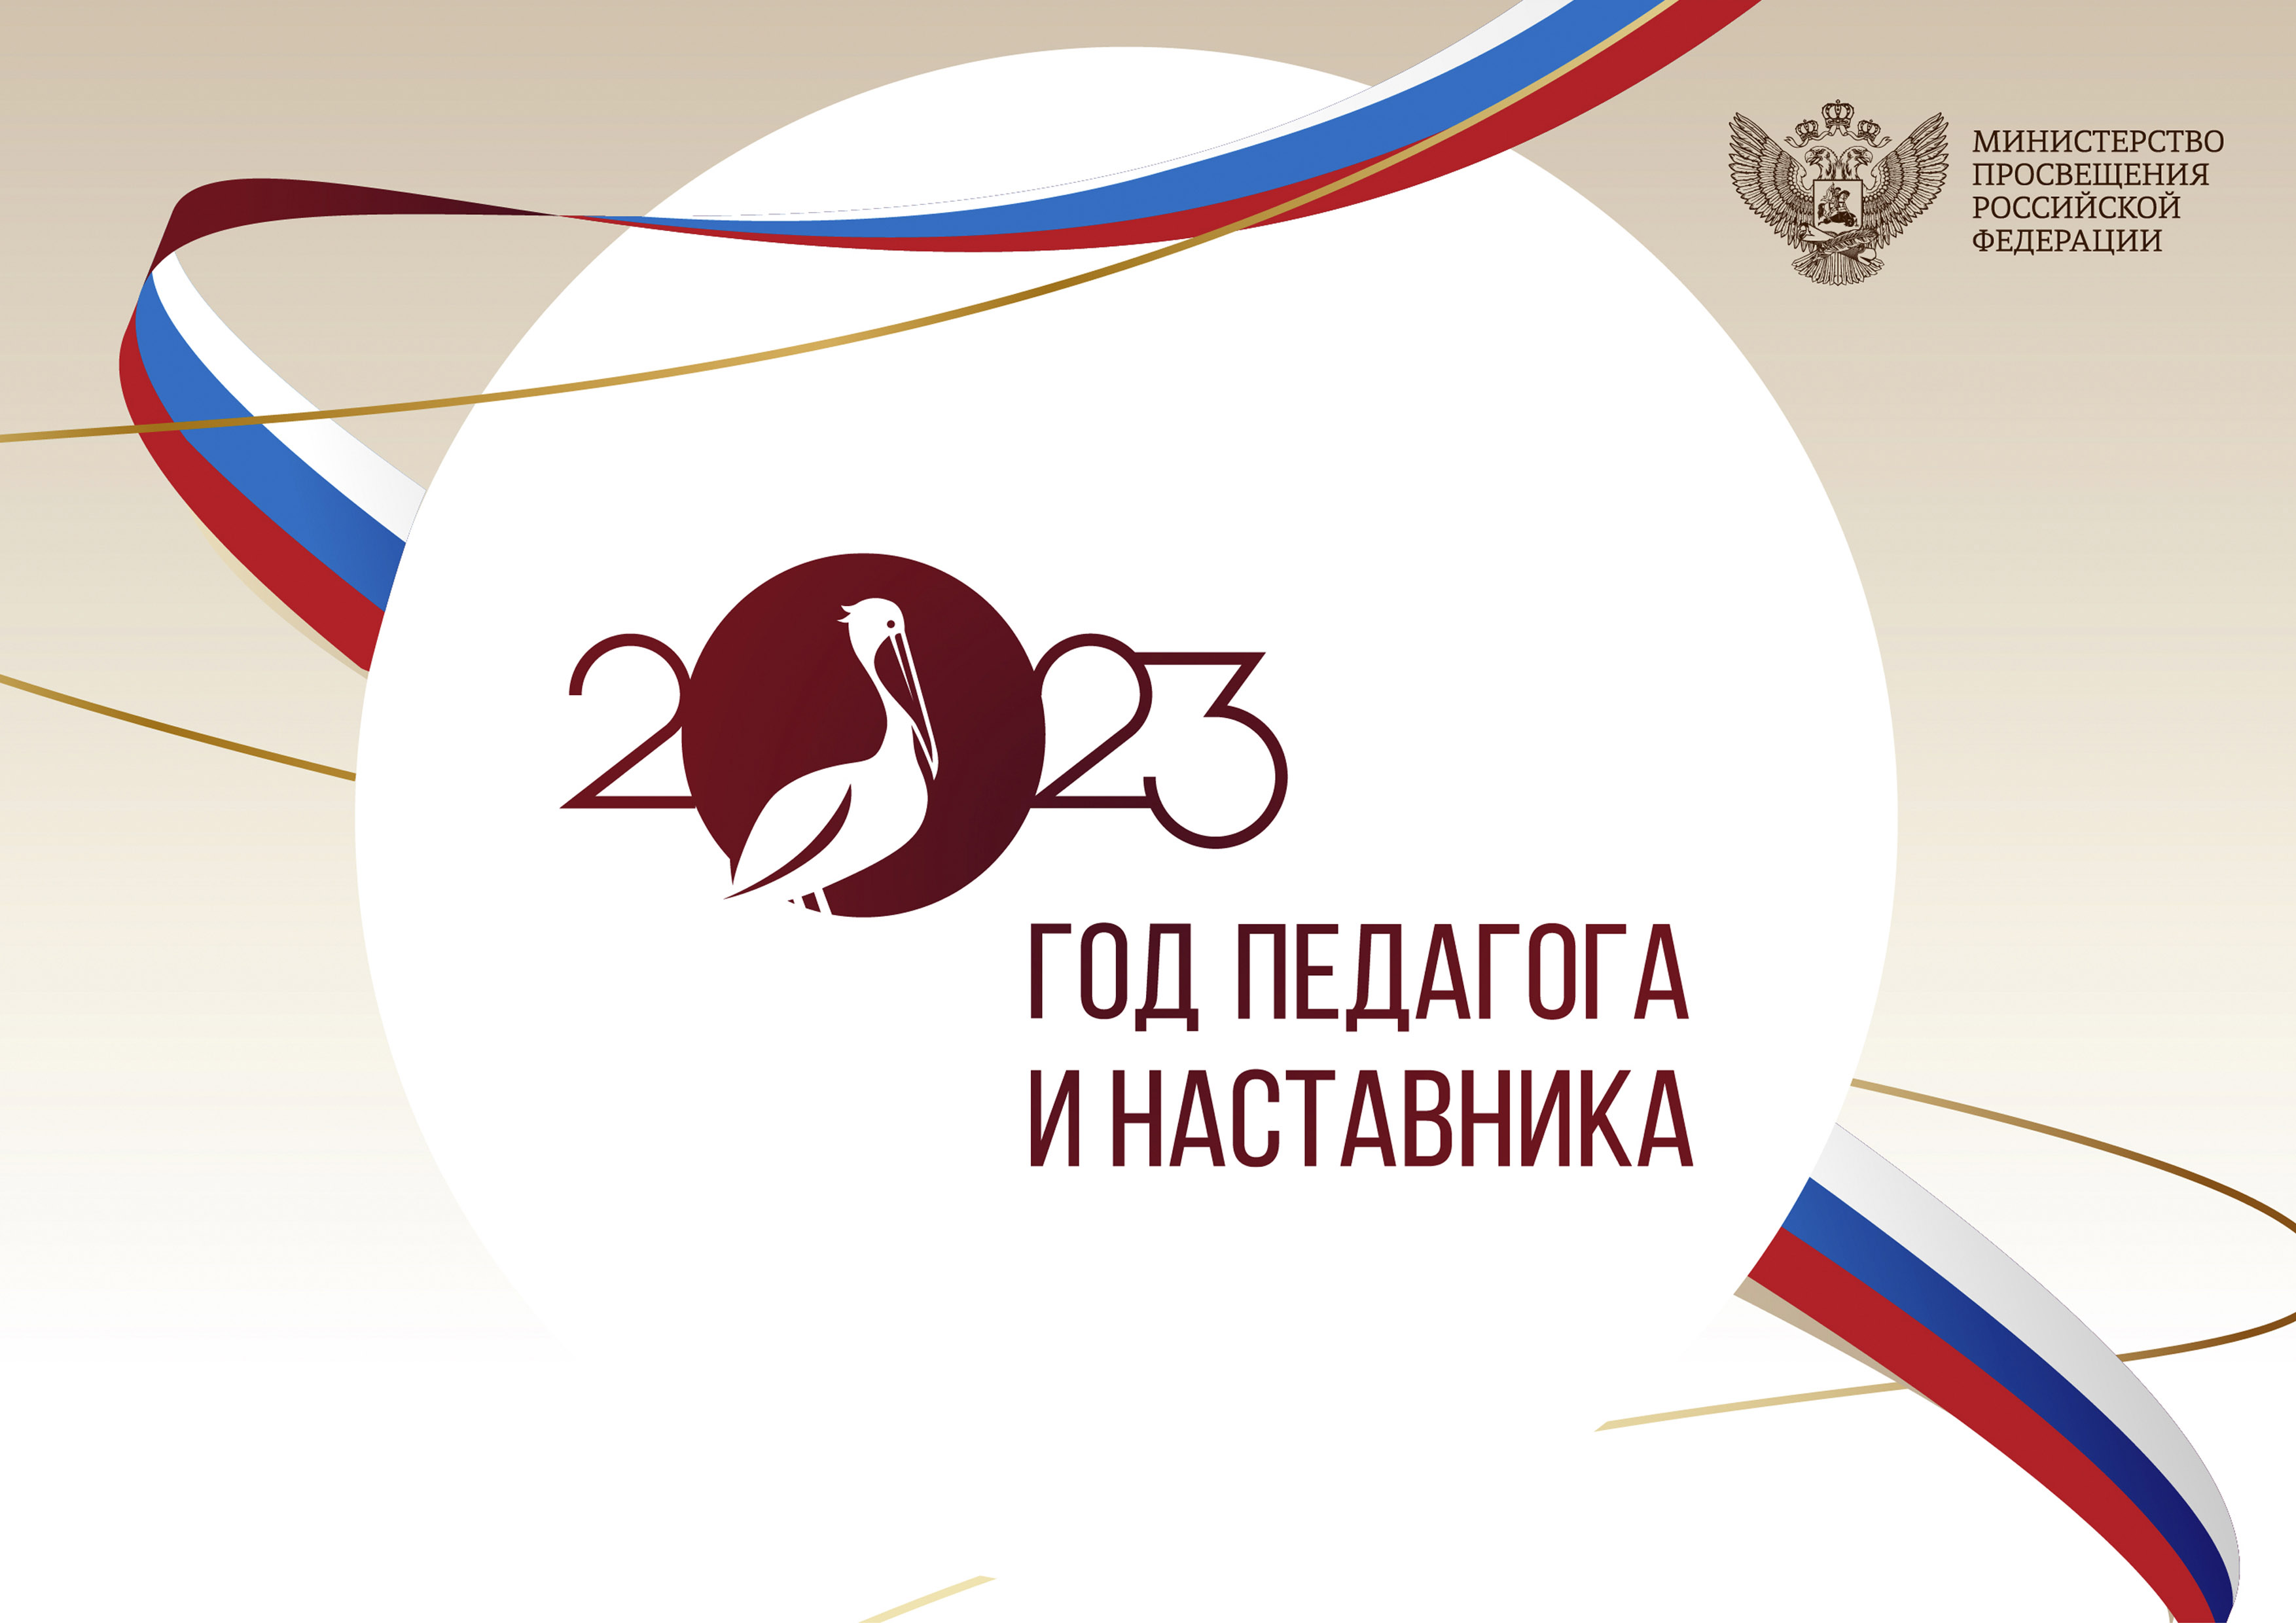 МИНИСТЕРСТВО
ПРОСВЕЩЕНИЯ
РОССИЙСКОЙ
ФЕДЕРАЦИИ
2023
ГОД ПЕДАГОГА
И НАСТАВНИКА